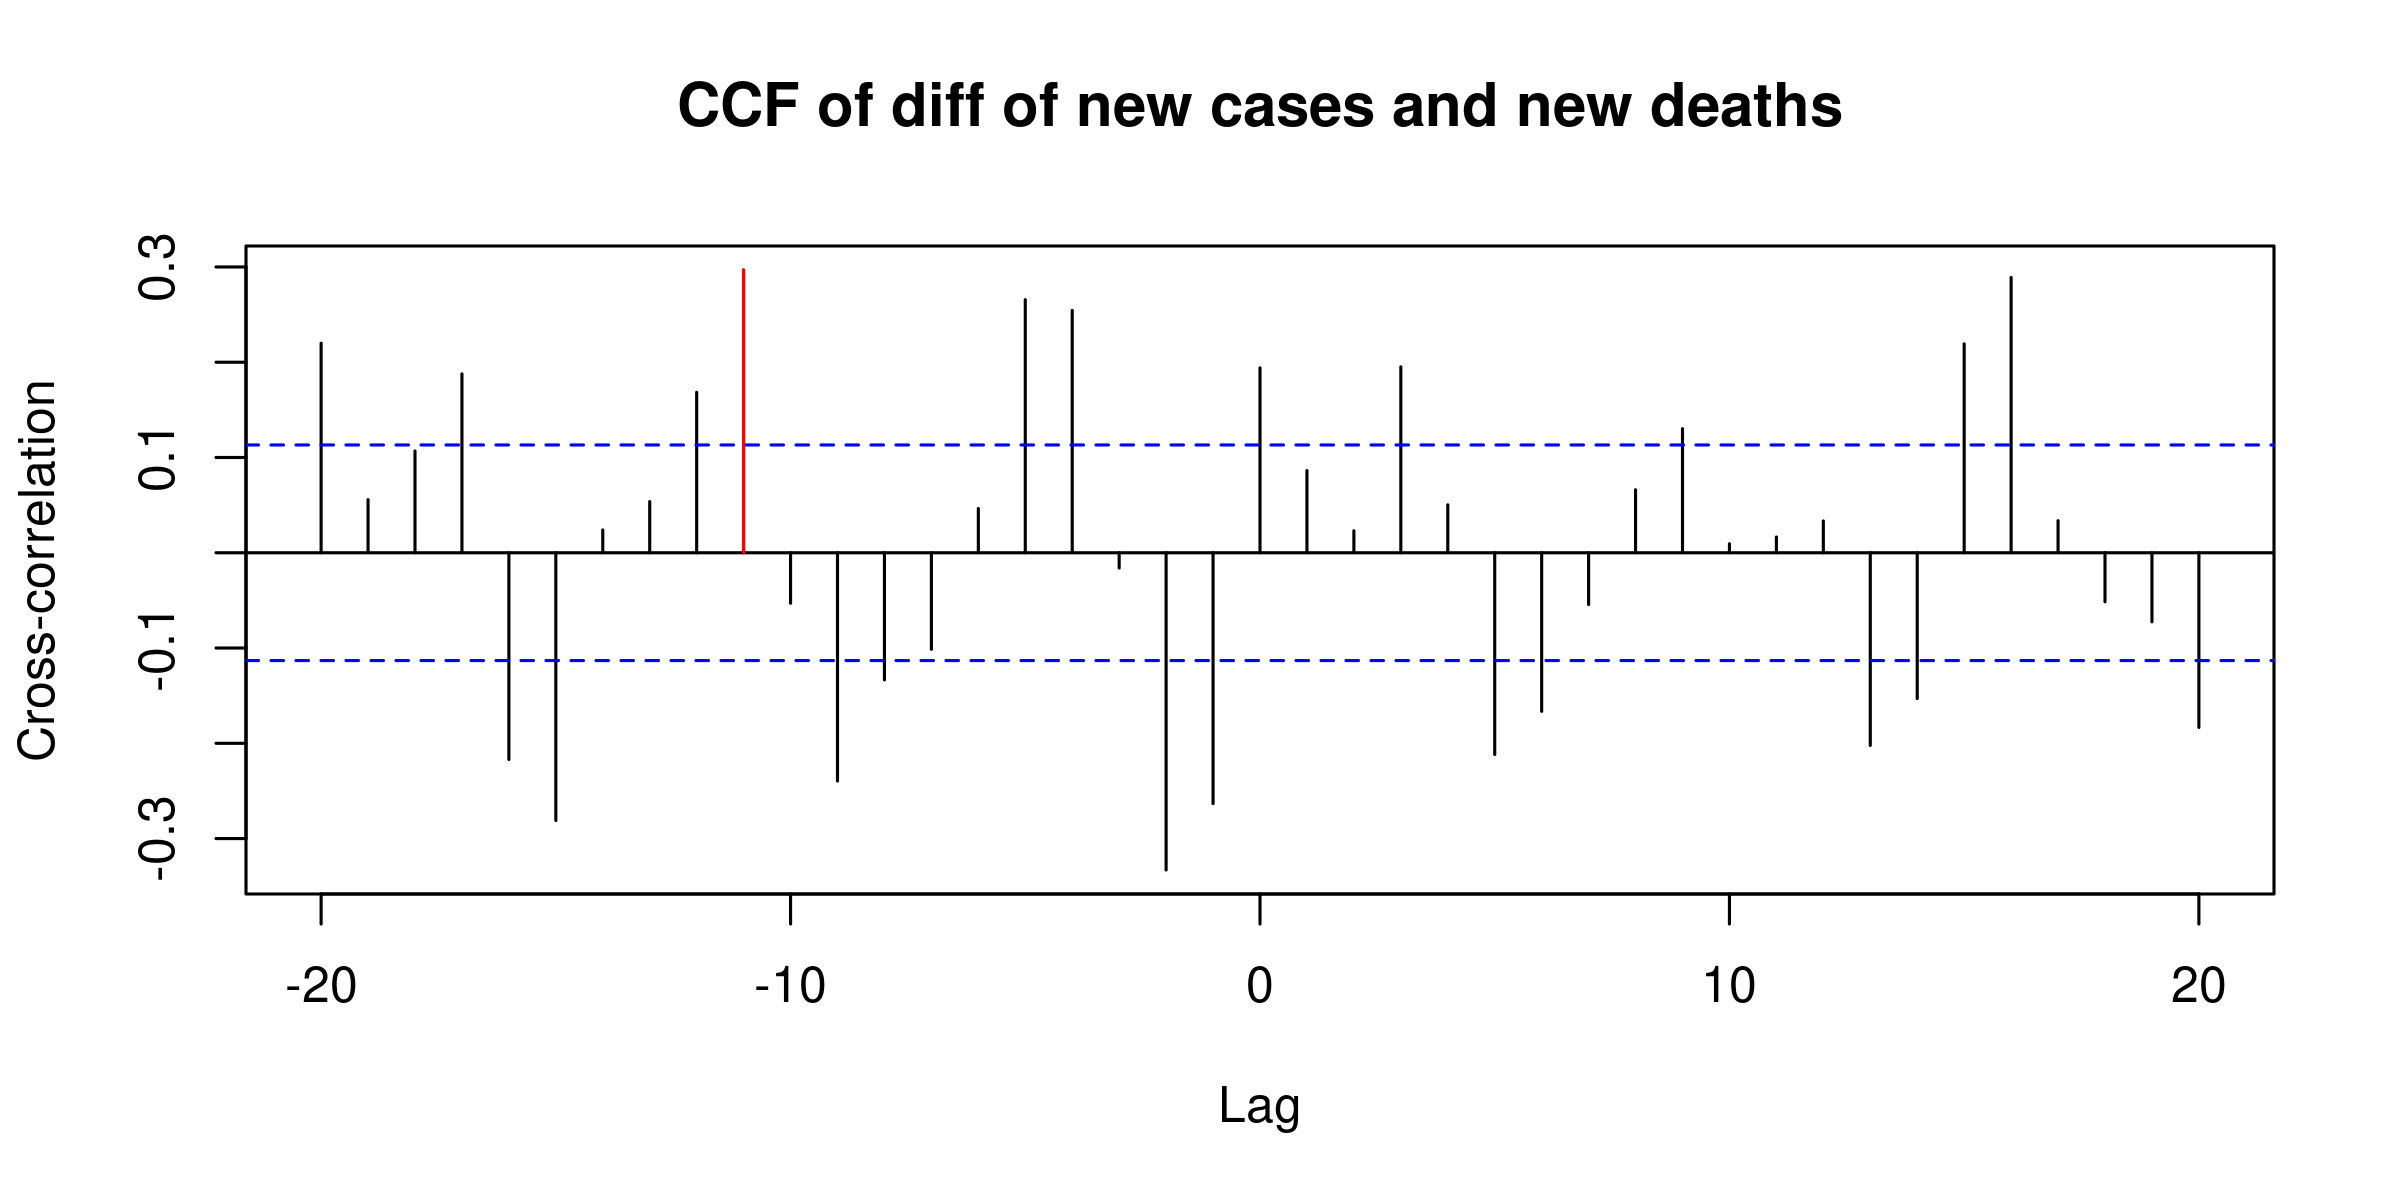 CCF of diff of new cases and new deaths
Cross-correlation
0.3
0.1
-0.1
-0.3
-20 -10 0 10 20
Lag